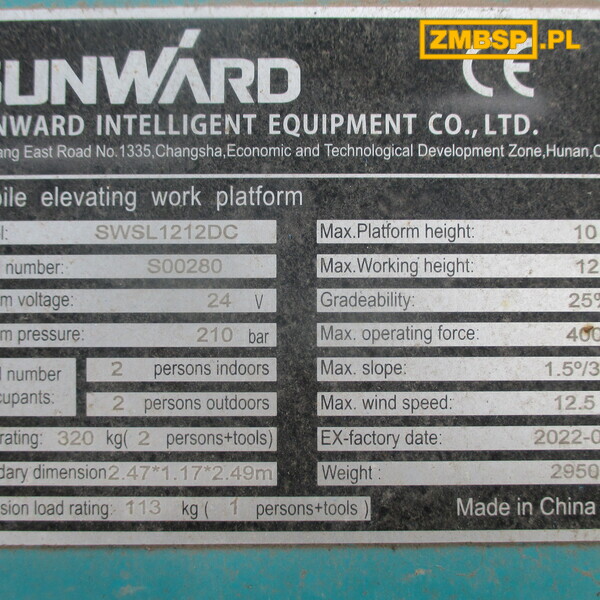 ZMBSP.PL
SUNWARD
CE
NWARD INTELLIGENT EQUIPMENT CO., LTD.
ang East Road No.1335,Changsha,Economic and Technological Development Zone,Hunan,C
bile elevating work platform
l: SWSL1212DC
number: S00280
m voltage: 24 V
m pressure: 210 bar
l number
cupants:
2 persons indoors
2 persons outdoors
rating: 320 kg( 2 persons+tools)
dary dimension 2.47*1.17*2.49m
sion load rating: 113 kg ( 1 persons+tools )
Max.Platform height: 10
Max.Working height: 12
Gradeability: 25%
Max. operating force: 400
Max. slope: 1.5º/3
Max. wind speed: 12.5
EX-factory date: 2022-0
Weight : 2950
Made in China